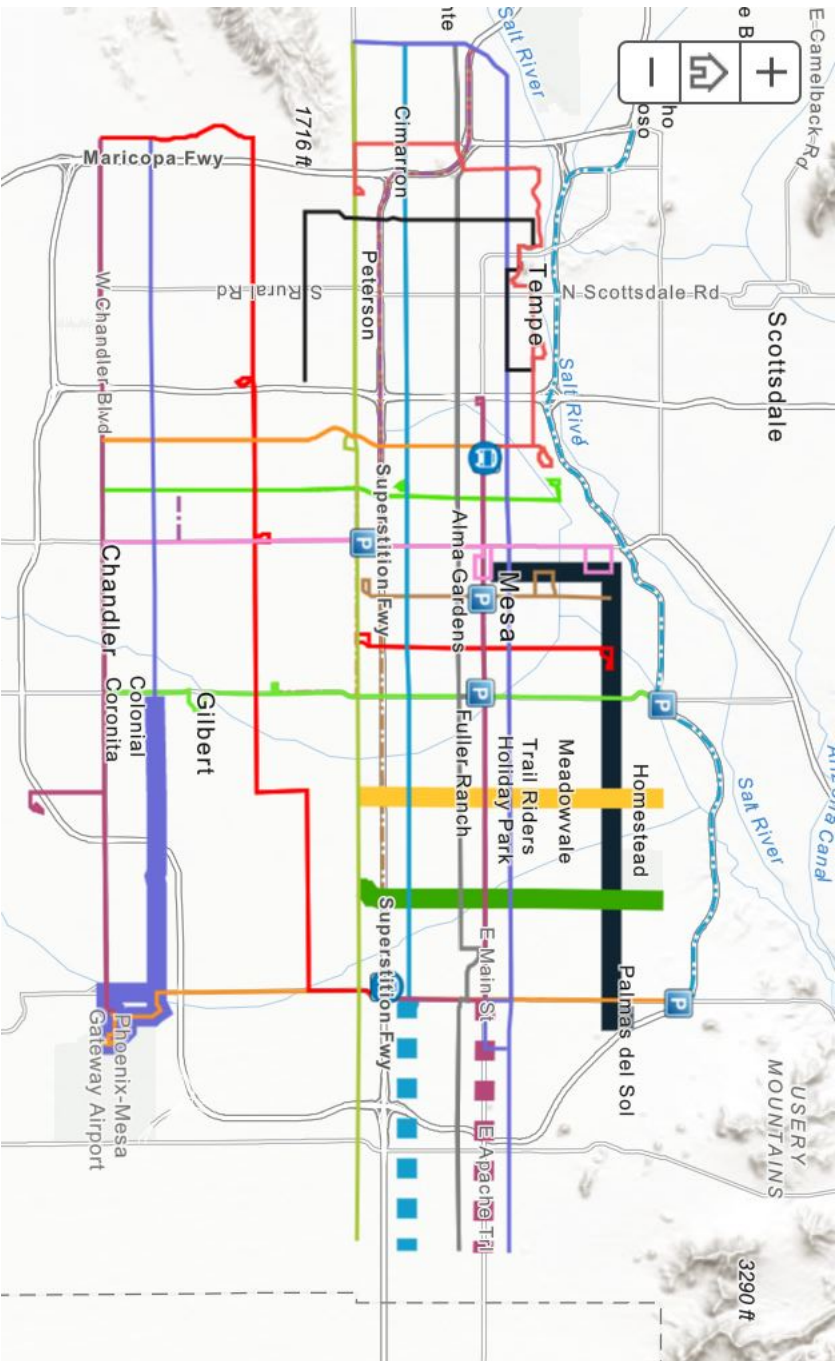 E Camelback Rd
+
−
Scottsdale
N Scottsdale Rd
Salt River
Salt Rive
Salt River
USERY
MOUNTAINS
3290 ft
Homestead
Palmas del Sol
Tempe
Meadowvale
Trail Riders
Holiday Park
Mesa
P
P
P
P
P
E Main St
E Apache Trl
Alma Gardens
Fuller Ranch
Cimarron
Peterson
Superstition Fwy
Superstition Fwy
1716 ft
S Rural Rd
Maricopa Fwy
Gilbert
W Chandler Blvd
Chandler
Colonial
Coronita
Phoenix-Mesa
Gateway Airport